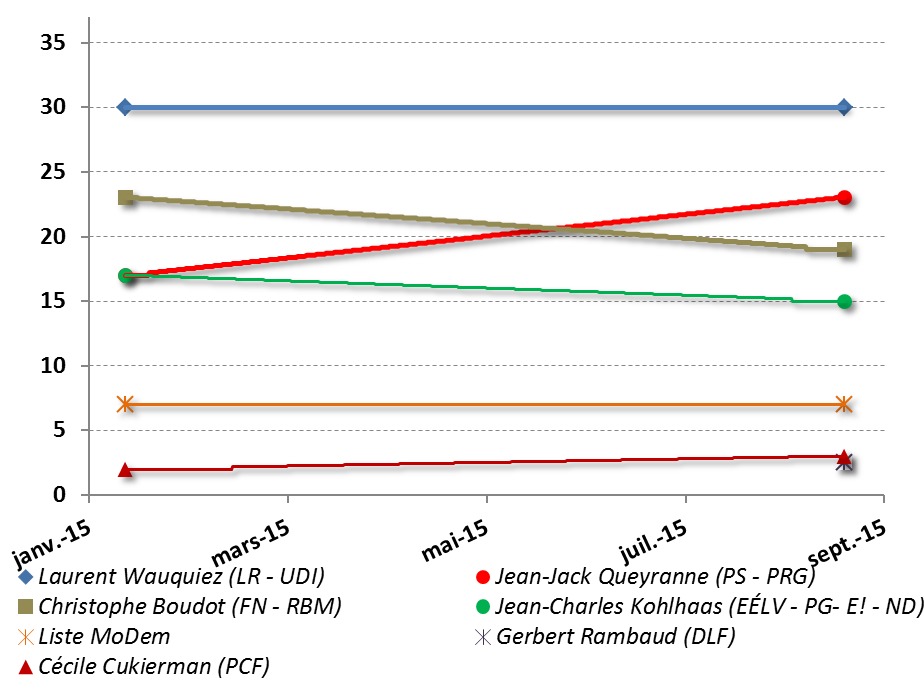 35
30
25
20
15
10
5
0
janv.-15
mars-15
mai-15
juil.-15
sept.-15
Laurent Wauquiez (LR - UDI)
Jean-Jack Queyranne (PS - PRG)
Christophe Boudot (FN - RBM)
Jean-Charles Kohlhaas (EÉLV - PG- E! - ND)
Liste MoDem
Gerbert Rambaud (DLF)
Cécile Cukierman (PCF)